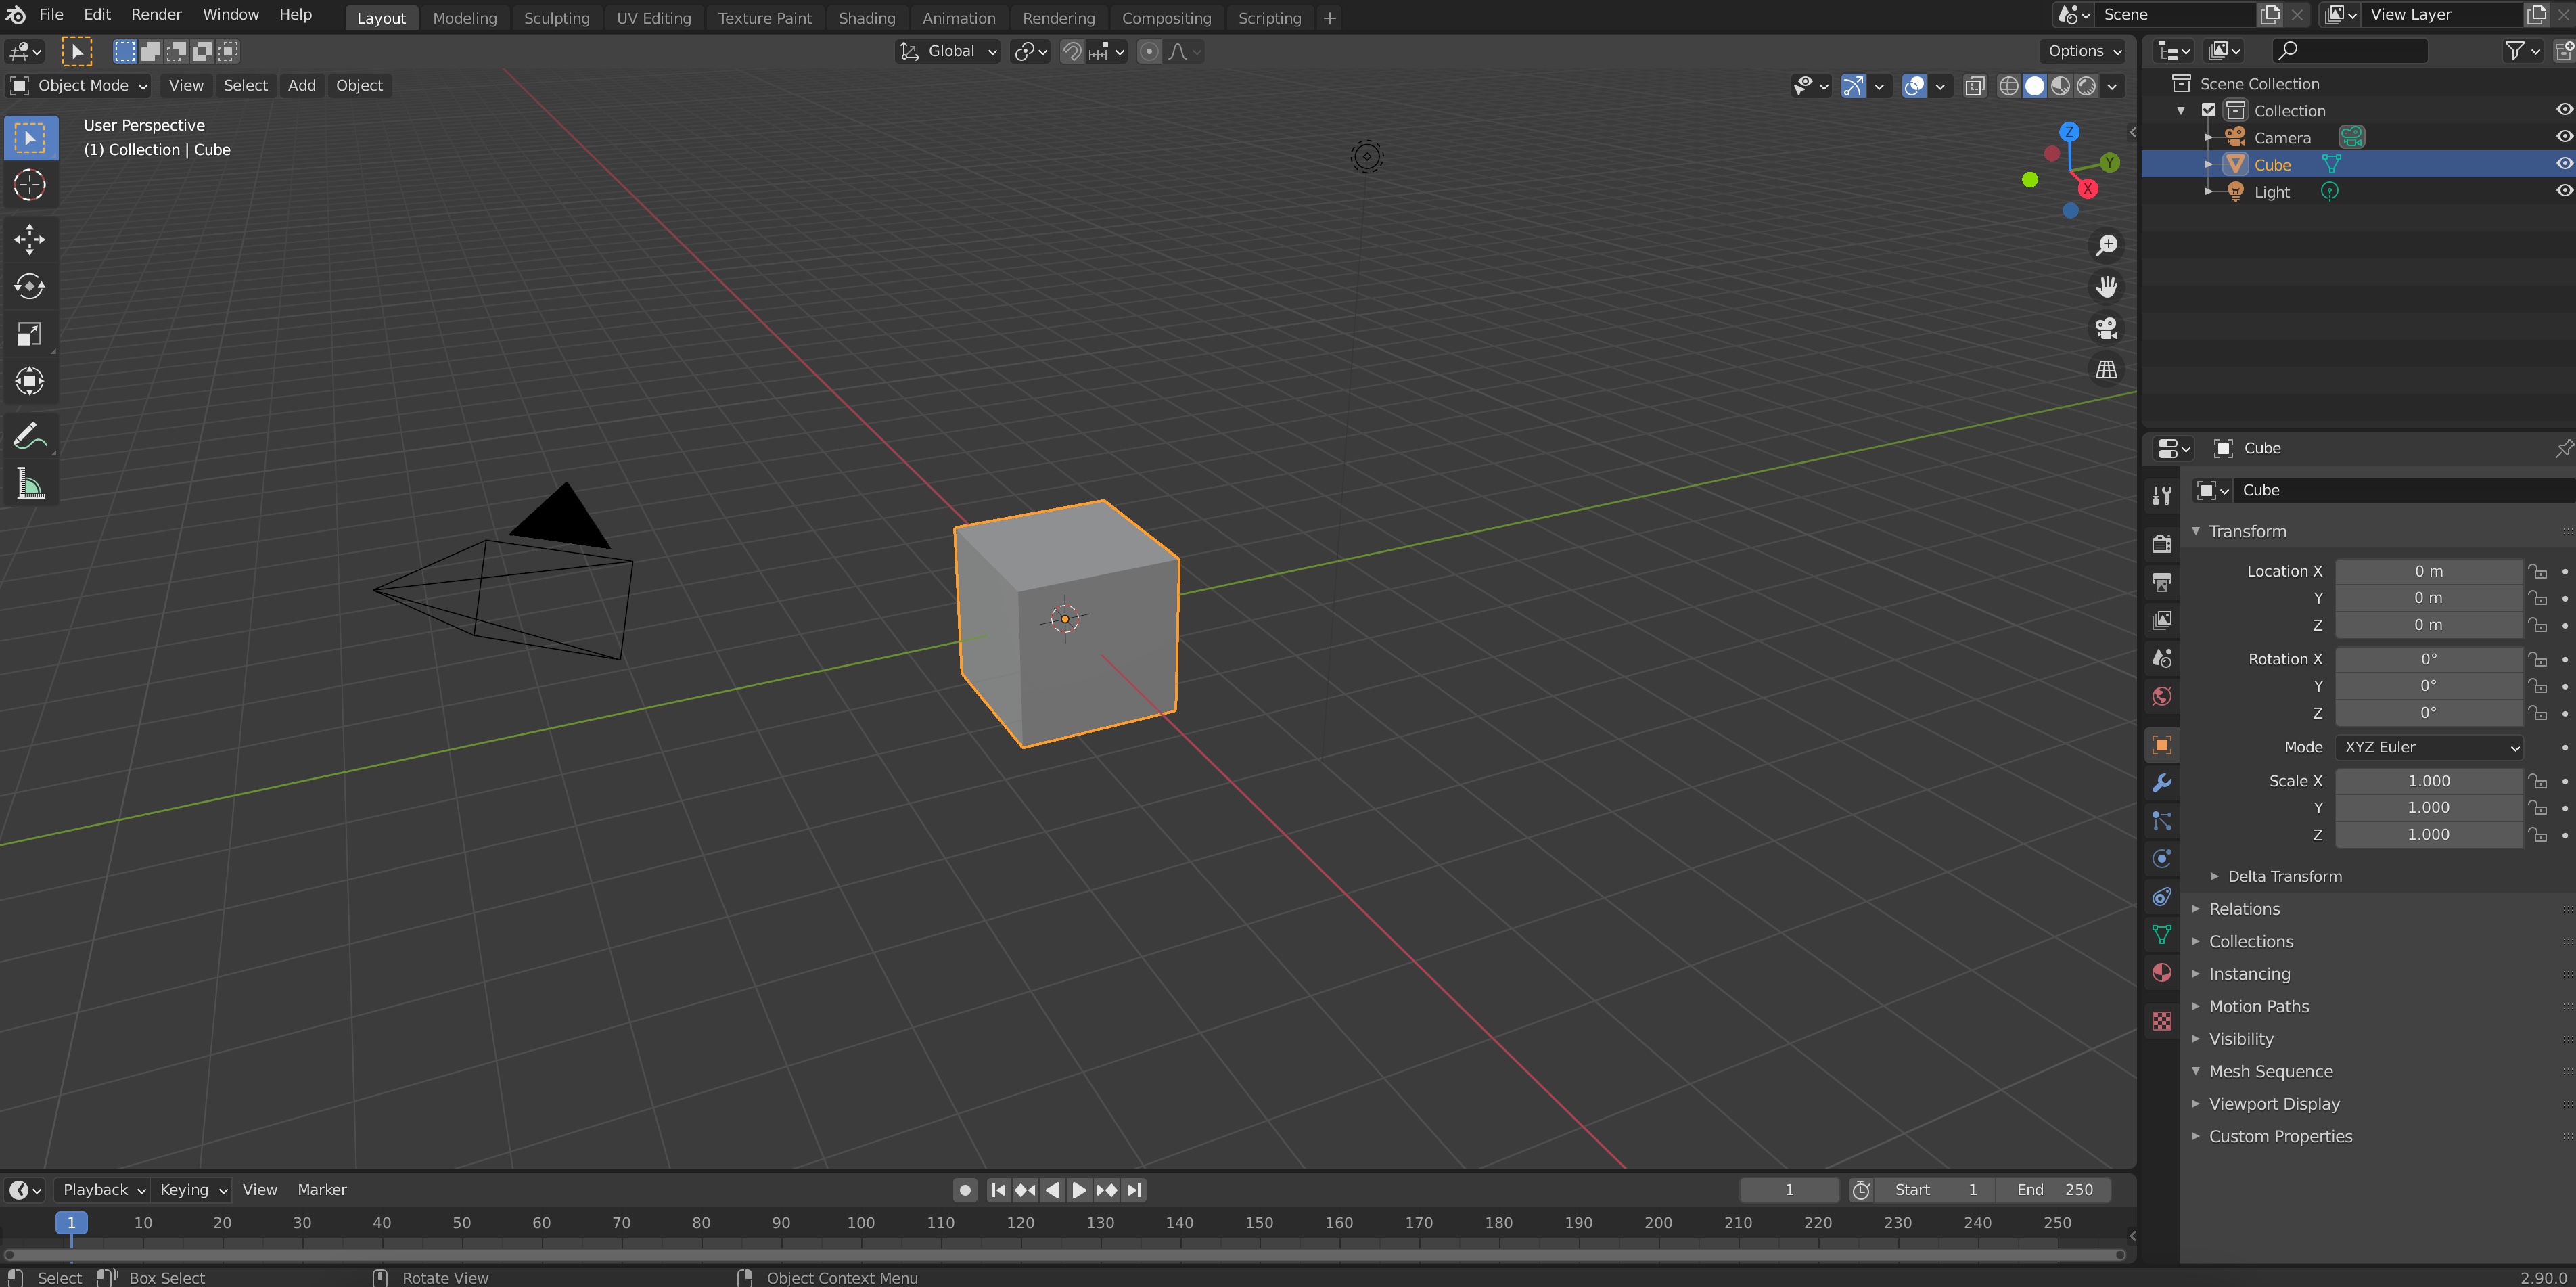 File Edit Render Window Help Layout Modeling Sculpting UV Editing Texture Paint Shading Animation Rendering Compositing Scripting + Scene View Layer
Global Options
Object Mode View Select Add Object
User Perspective
(1) Collection | Cube
Z
Y
X
Scene Collection
Collection
Camera
Cube
Light
Cube
Cube
Transform
Location X 0 m
Y 0 m
Z 0 m
Rotation X 0°
Y 0°
Z 0°
Mode XYZ Euler
Scale X 1.000
Y 1.000
Z 1.000
Delta Transform
Relations
Collections
Instancing
Motion Paths
Visibility
Mesh Sequence
Viewport Display
Custom Properties
Playback Keying View Marker 1 Start 1 End 250
1 10 20 30 40 50 60 70 80 90 100 110 120 130 140 150 160 170 180 190 200 210 220 230 240 250
Select Box Select Rotate View Object Context Menu 2.90.0